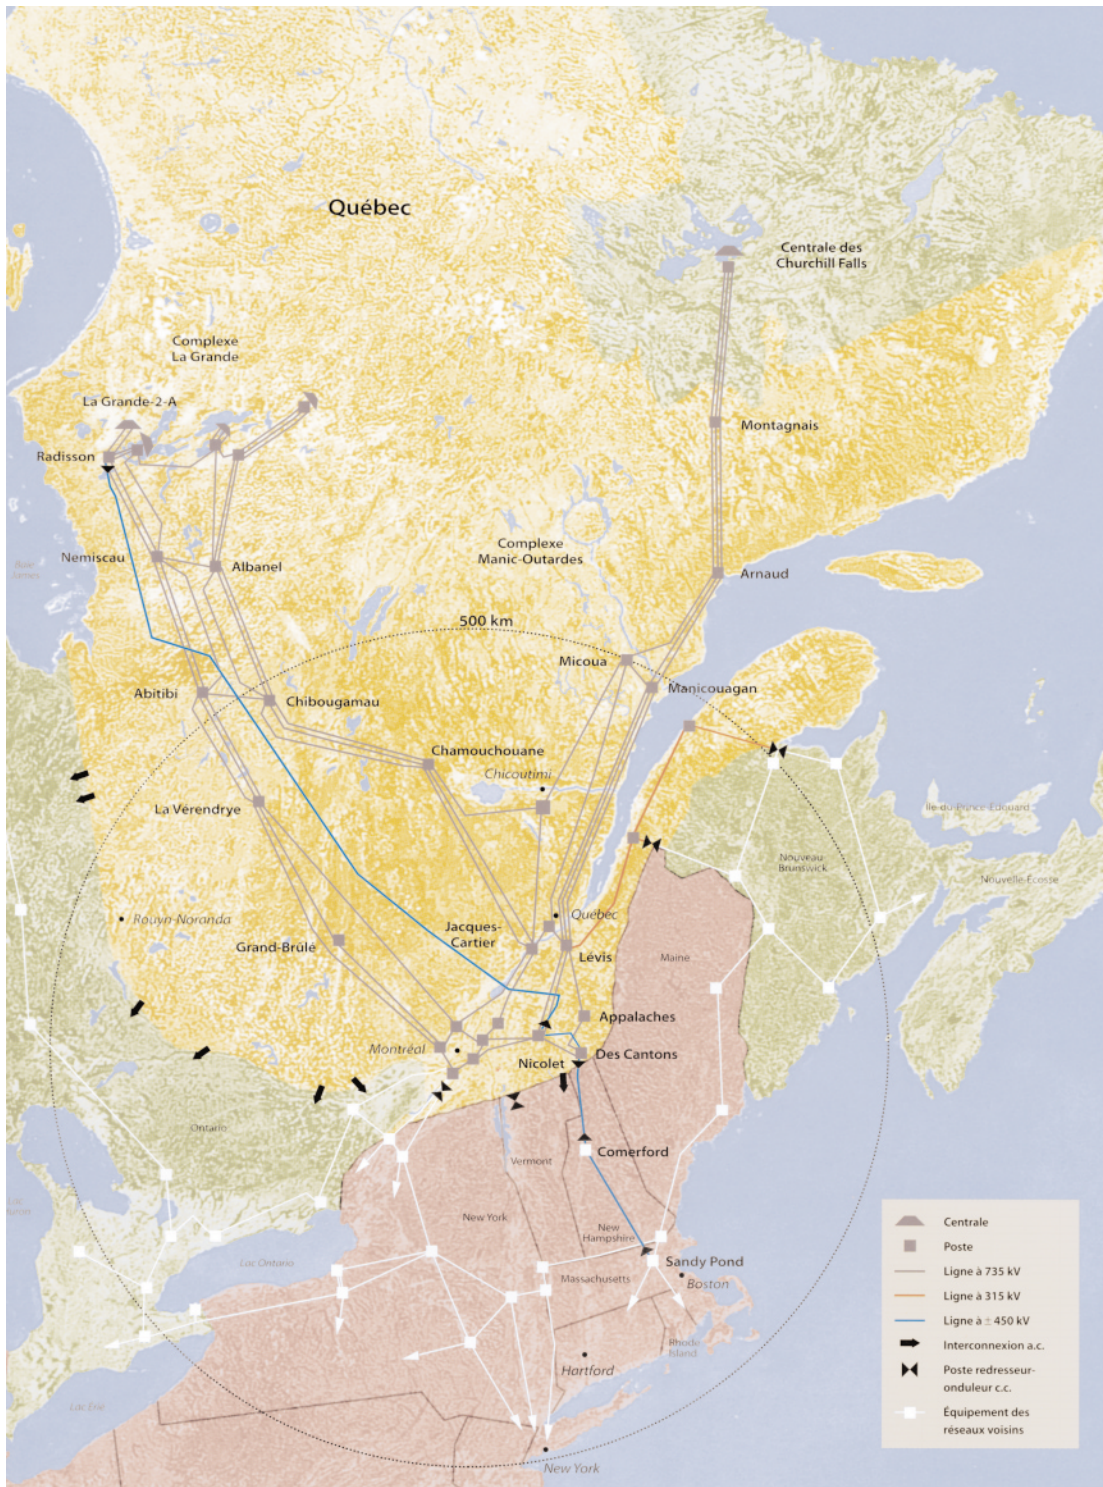 Québec
Centrale des
Churchill Falls
Complexe
La Grande
La Grande-2-A
Montagnais
Radisson
Complexe
Manic-Outardes
Nemiscau
Albanel
Baie
James
Arnaud
500 km
Micoua
Manicouagan
Abitibi
Chibougamau
Chamouchouane
Chicoutimi
La Vérendrye
Île-du-Prince-Édouard
Nouveau-
Brunswick
Nouvelle-Écosse
Rouyn-Noranda
Québec
Jacques-
Cartier
Grand-Brûlé
Lévis
Maine
Appalaches
Montréal
Nicolet
Des Cantons
Ontario
Comerford
Vermont
Lac
Huron
New York
New
Hampshire
Lac Ontario
Sandy Pond
Massachusetts
Boston
Rhode
Island
Hartford
Lac Érié
New York
Centrale
Poste
Ligne à 735 kV
Ligne à 315 kV
Ligne à ± 450 kV
Interconnexion a.c.
Poste redresseur-
onduleur c.c.
Équipement des
réseaux voisins